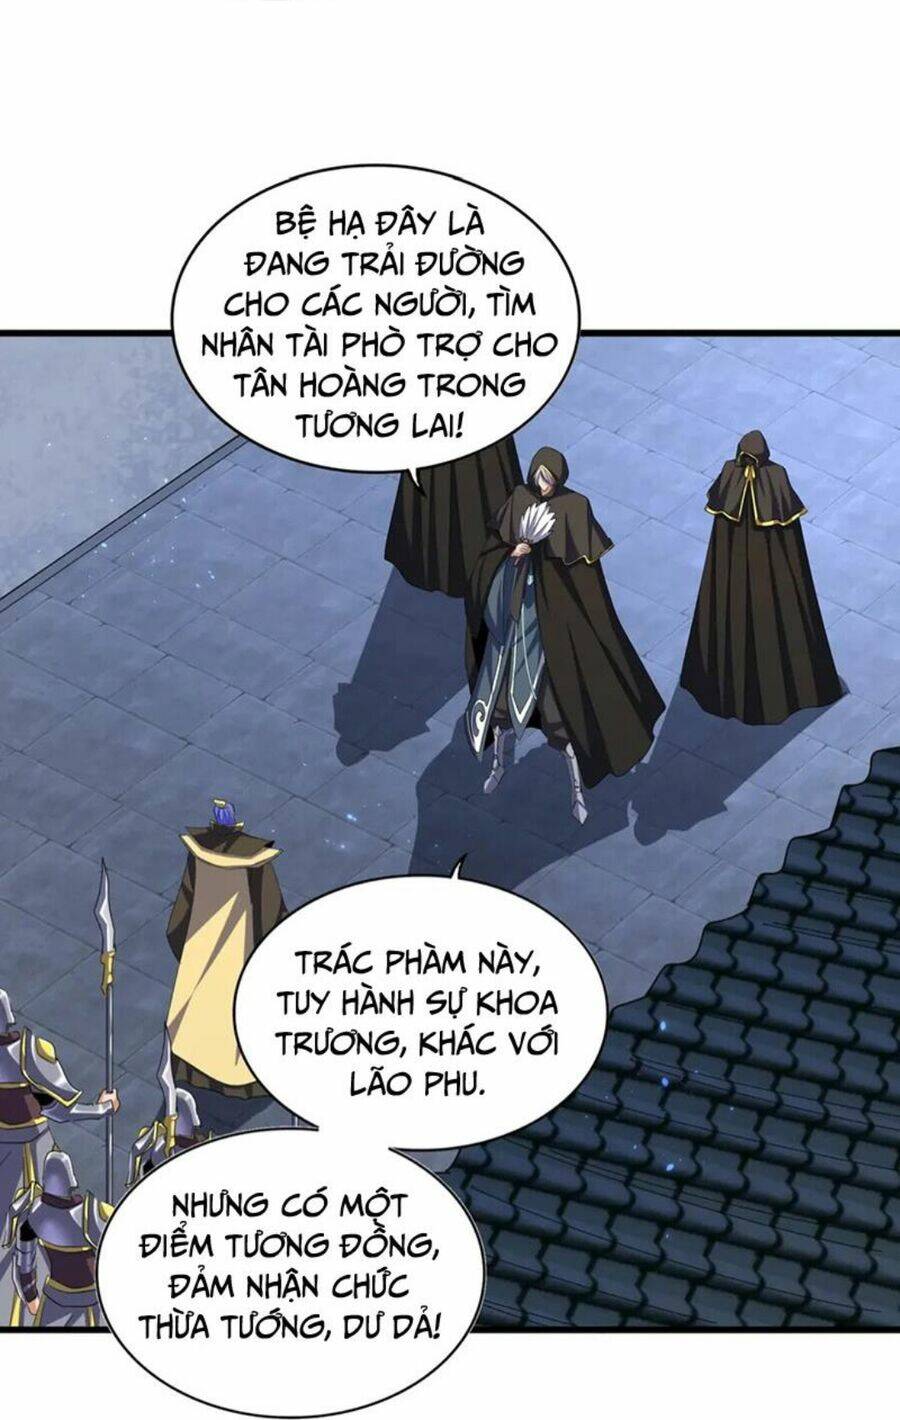 BỆ HẠ ĐÂY LÀ
ĐANG TRẢI ĐƯỜNG
CHO CÁC NGƯỜI, TÌM
NHÂN TÀI PHÒ TRỢ CHO
TÂN HOÀNG TRONG
TƯƠNG LAI!
TRÁC PHÀM NÀY,
TUY HÀNH SỰ KHOA
TRƯƠNG, KHÁC VỚI
LÃO PHU.
NHƯNG CÓ MỘT
ĐIỂM TƯƠNG ĐỒNG,
ĐẢM NHẬN CHỨC
THỪA TƯỚNG, DƯ DẢ!